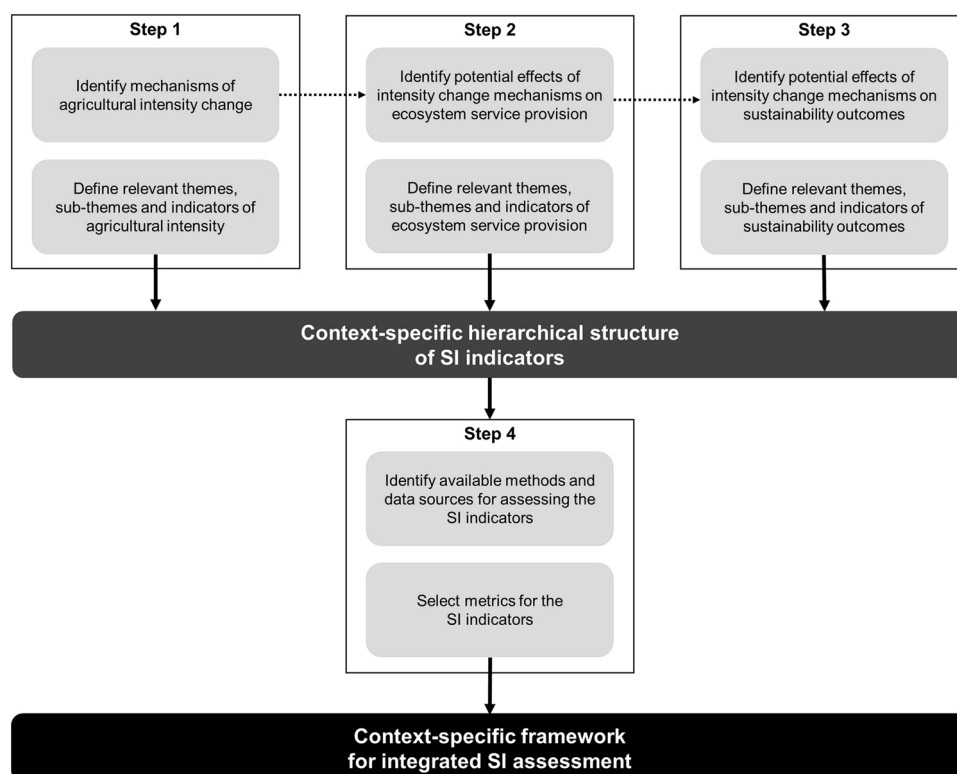 Step 1
Identify mechanisms of
agricultural intensity change
Define relevant themes,
sub-themes and indicators of
agricultural intensity
Step 2
Identify potential effects of
intensity change mechanisms on
ecosystem service provision
Define relevant themes,
sub-themes and indicators of
ecosystem service provision
Step 3
Identify potential effects of
intensity change mechanisms on
sustainability outcomes
Define relevant themes,
sub-themes and indicators of
sustainability outcomes
Context-specific hierarchical structure
of SI indicators
Step 4
Identify available methods and
data sources for assessing the
SI indicators
Select metrics for the
SI indicators
Context-specific framework
for integrated SI assessment